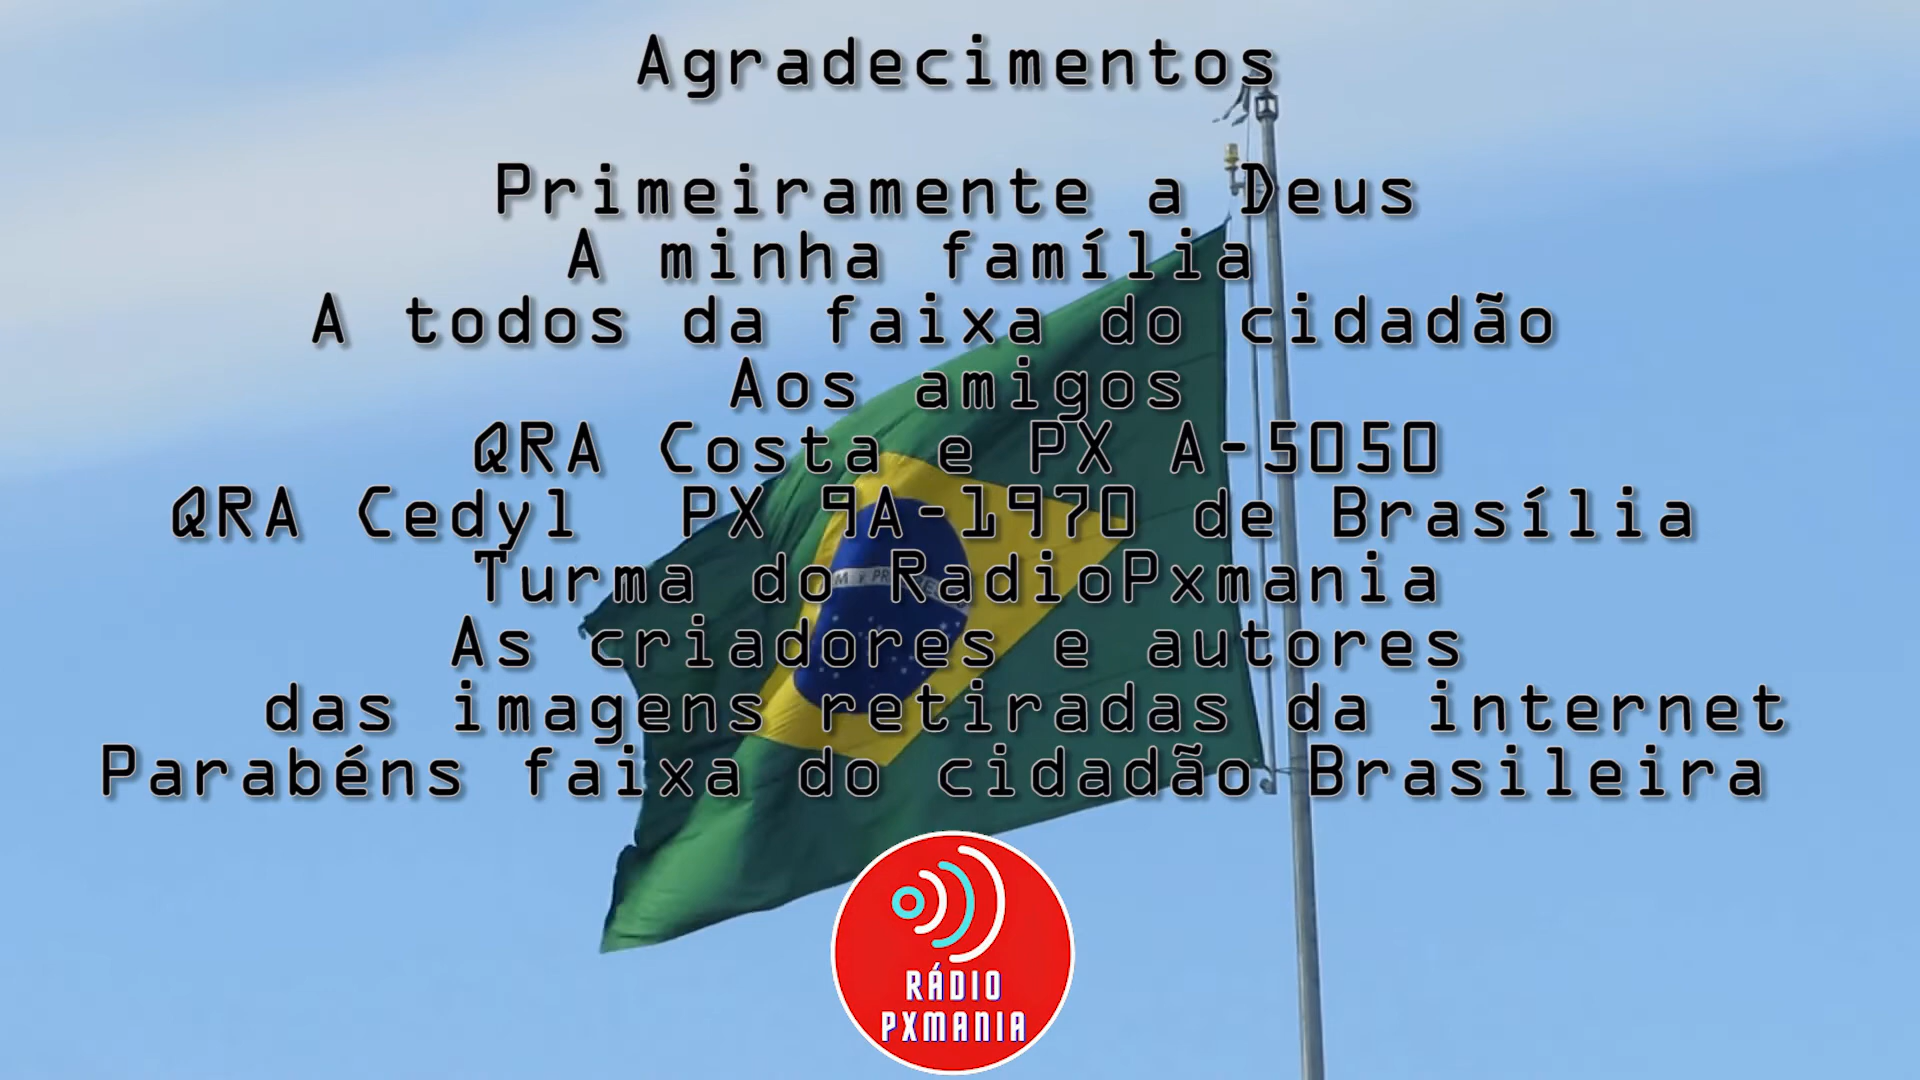 Agradecimentos
Primeiramente a Deus
A minha família
A todos da faixa do cidadão
Aos amigos
QRA Costa e PX A-5050
QRA Cedyl PX 9A-1970 de Brasília
Turma do RadioPxmania
As criadores e autores
das imagens retiradas da internet
Parabéns faixa do cidadão Brasileira
RÁDIO
PXMANIA